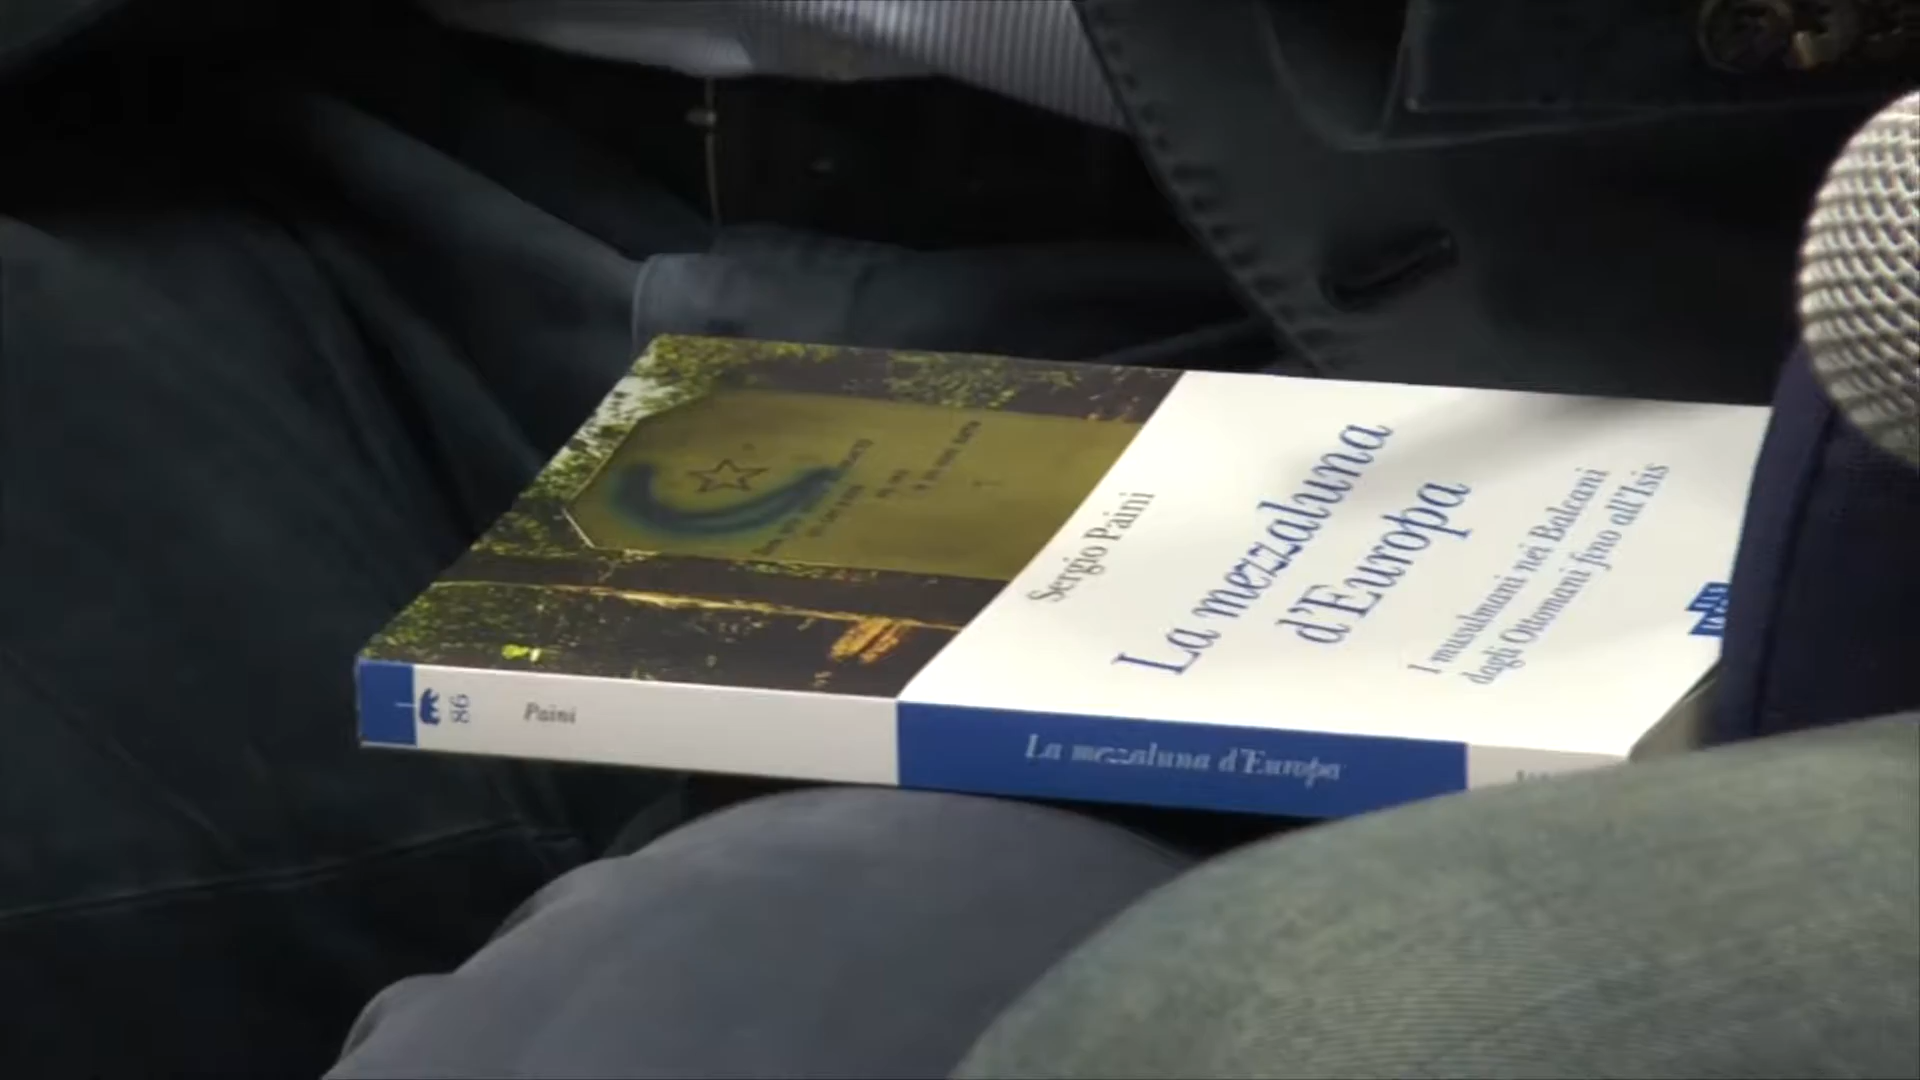 Sergio Paini
La mezzaluna
d'Europa
I musulmani nei Balcani
dagli Ottomani fino all'Isis
86
Paini
La mezzaluna d'Europa